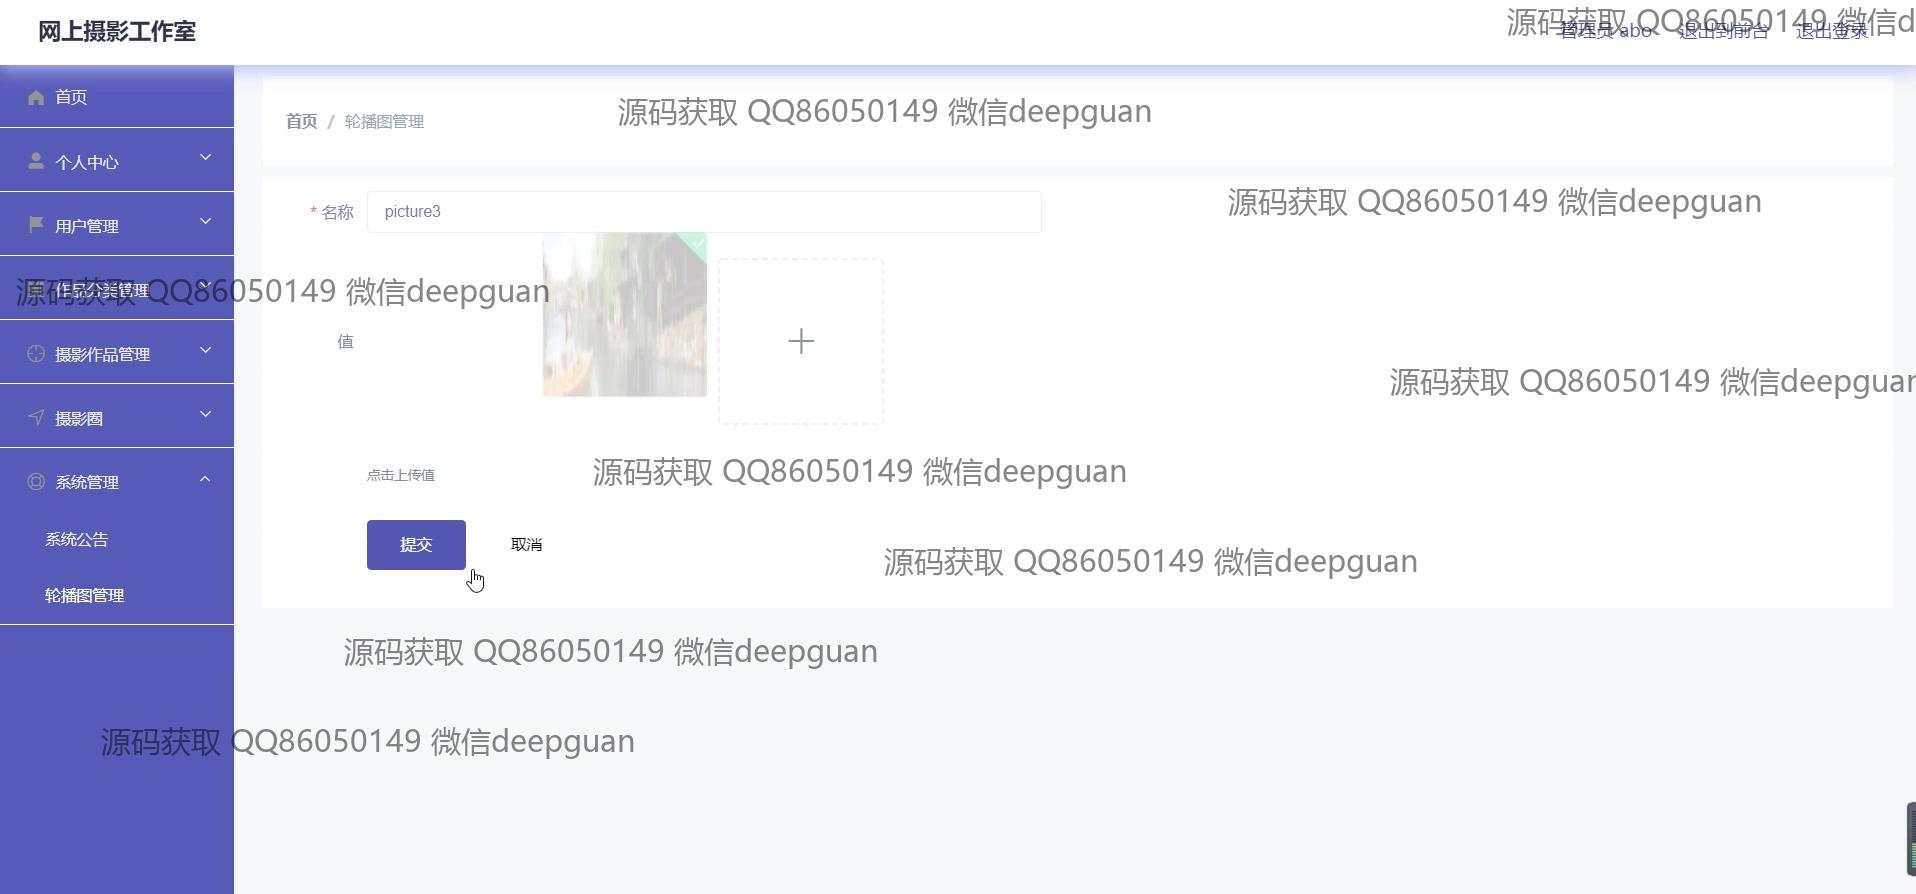 网上摄影工作室
源码获取 QQ86050149 微信d
管理员 abo 退出到前台 退出登录
首页
源码获取 QQ86050149 微信deepguan
首页 / 轮播图管理
个人中心
源码获取 QQ86050149 微信deepguan
* 名称 picture3
用户管理
作品分类管理
源码获取 QQ86050149 微信deepguan
值
摄影作品管理
源码获取 QQ86050149 微信deepguan
摄影圈
源码获取 QQ86050149 微信deepguan
点击上传值
系统管理
系统公告
提交 取消
源码获取 QQ86050149 微信deepguan
轮播图管理
源码获取 QQ86050149 微信deepguan
源码获取 QQ86050149 微信deepguan